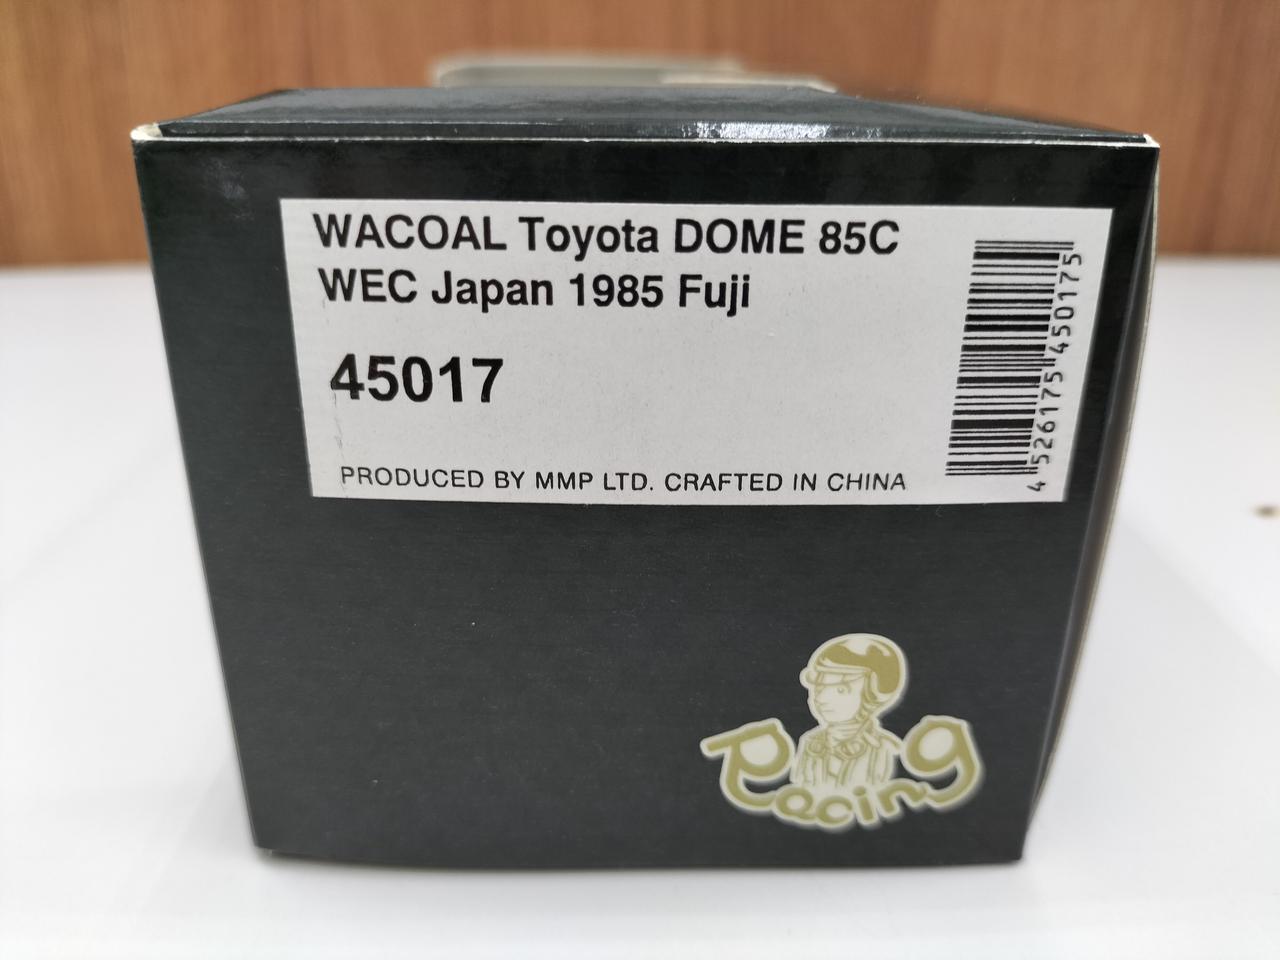 WACOAL Toyota DOME 85C
WEC Japan 1985 Fuji
45017
PRODUCED BY MMP LTD. CRAFTED IN CHINA
4 526175 450175
Racing